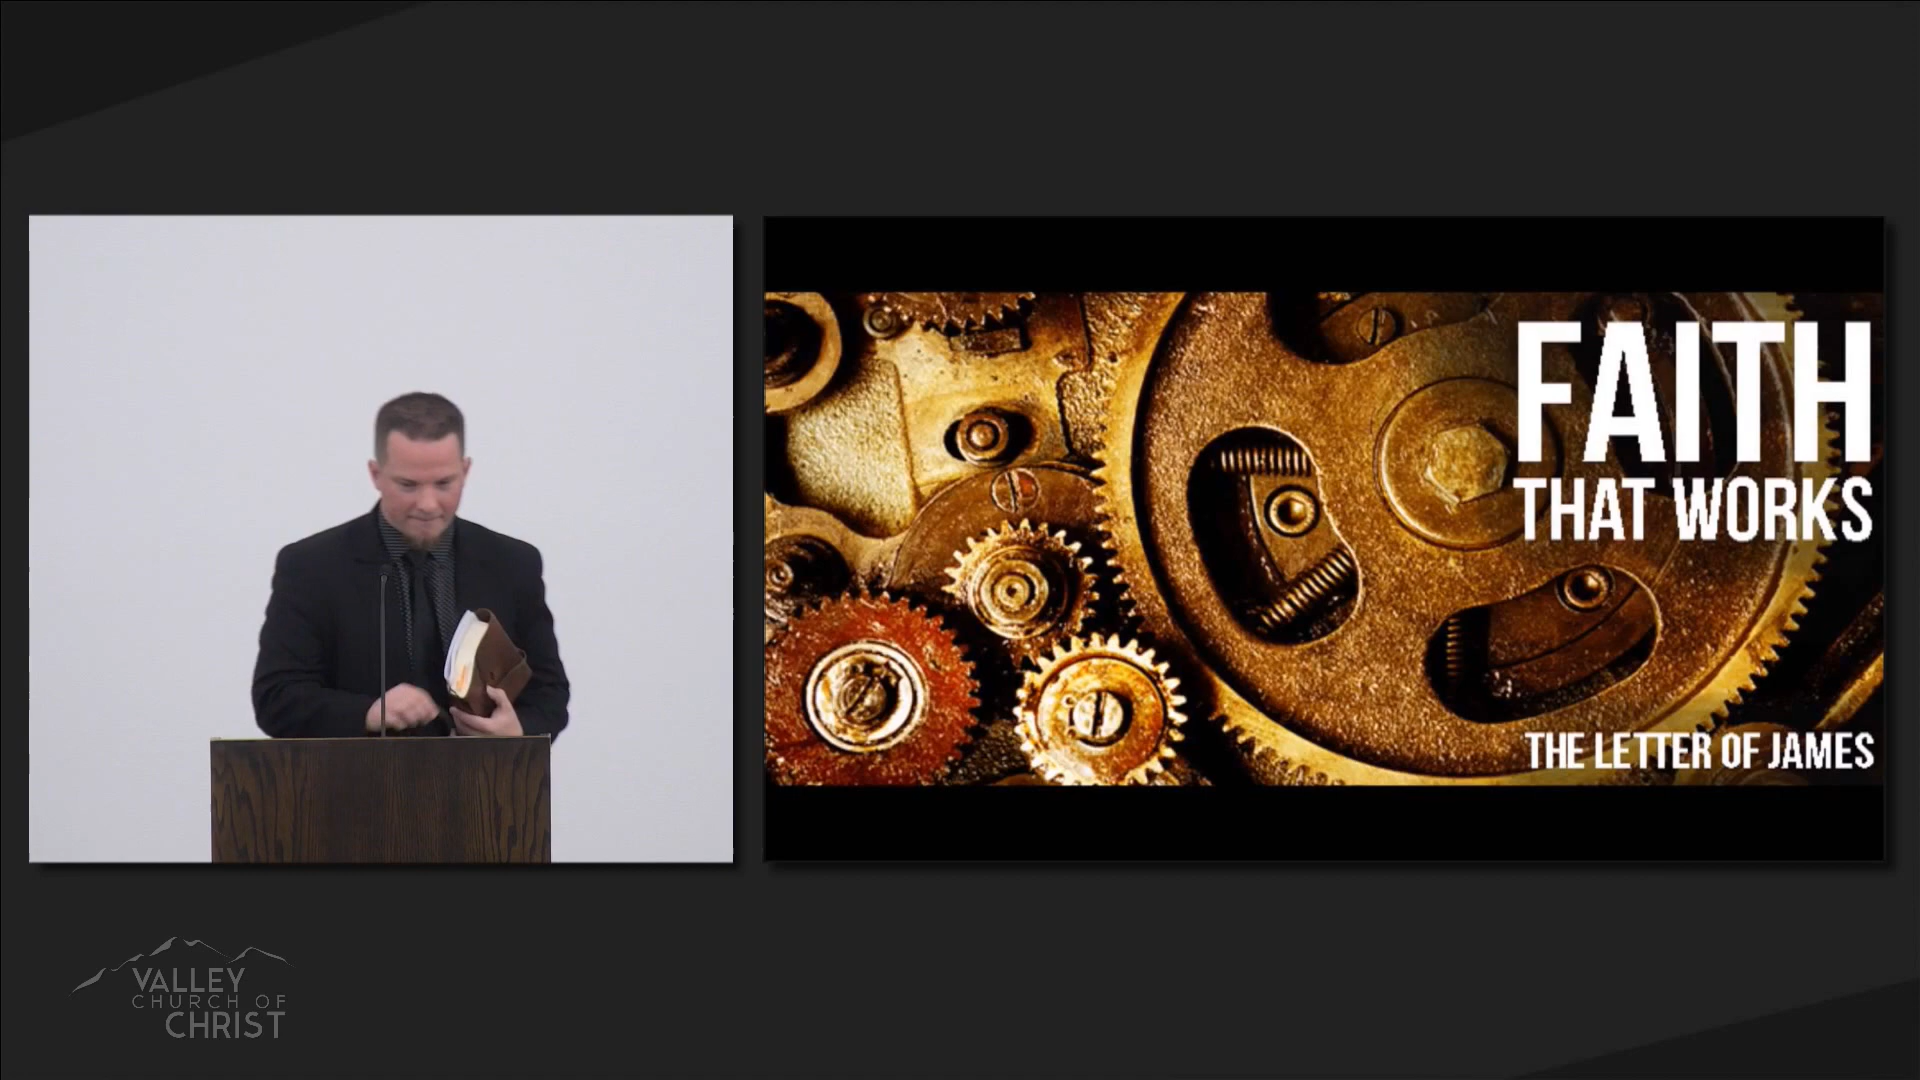 FAITH
THAT WORKS
THE LETTER OF JAMES
VALLEY
CHURCH OF
CHRIST